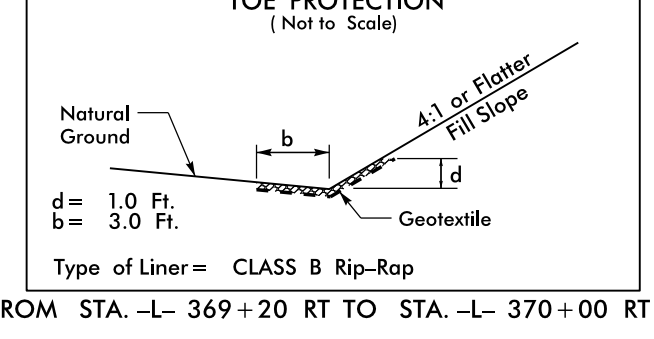 TOE PROTECTION
( Not to Scale)
4:1 or Flatter
Fill Slope
Natural
Ground
b
d
d= 1.0 Ft.
b= 3.0 Ft.
Geotextile
Type of Liner= CLASS B Rip-Rap
ROM STA. -L- 369+20 RT TO STA. -L- 370+00 RT